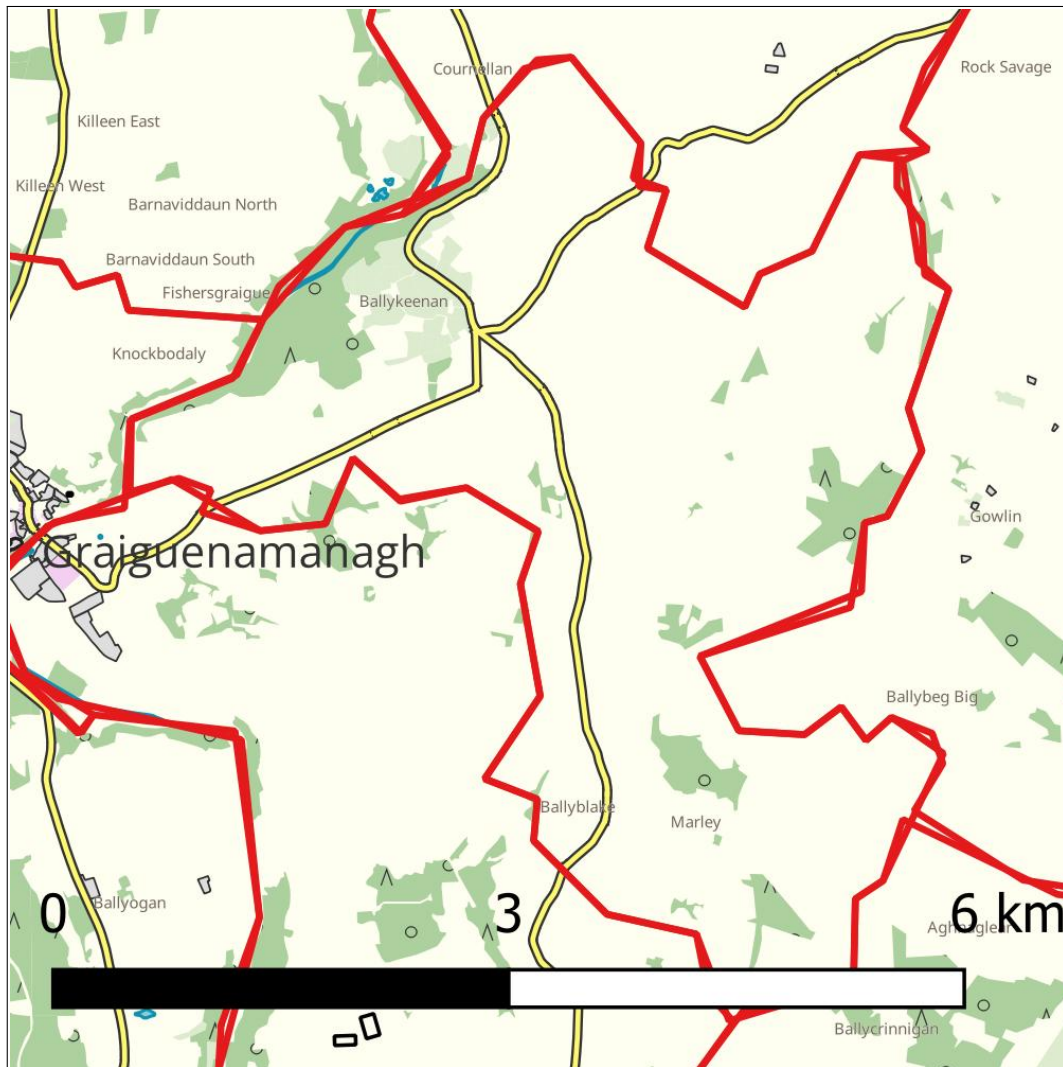 Cournellan
Rock Savage
Killeen East
Killeen West
Barnaviddaun North
Barnaviddaun South
Fishersgraigue
Ballykeenan
Knockbodaly
Gowlin
Graiguenamanagh
Ballybeg Big
Ballyblake
Marley
Ballyogan
0 3 6 km
Ballycrinnigan